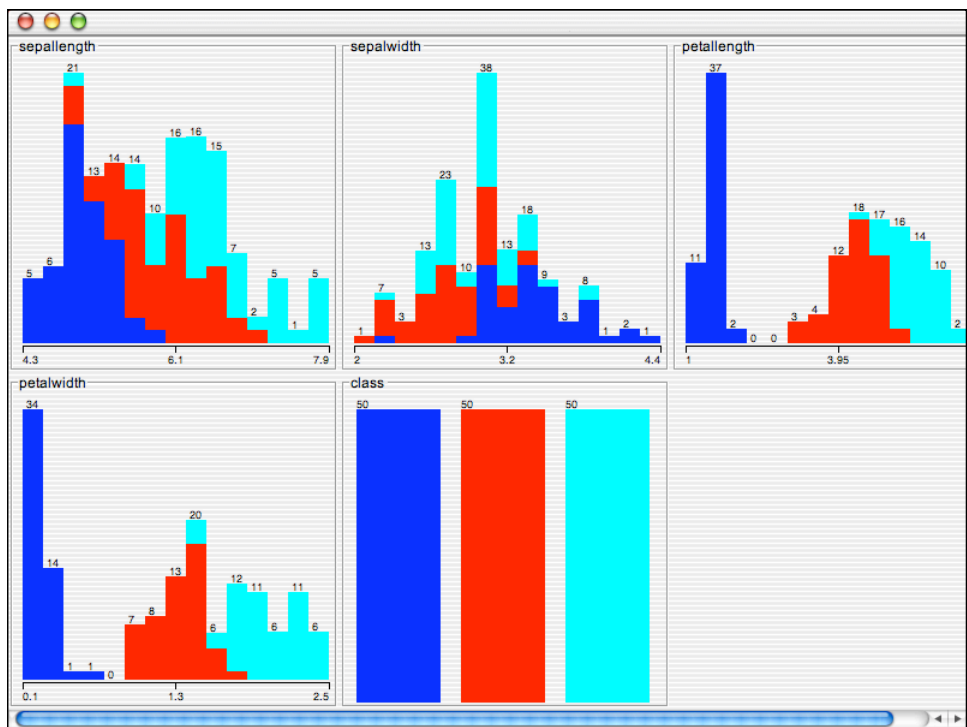 sepallength
sepalwidth
petallength
5 6 21 13 14 14 10 16 16 15 7 2 5 1 5
4.3 6.1 7.9
1 7 3 13 23 10 38 13 18 9 3 8 1 2 1
2 3.2 4.4
11 37 2 0 0 3 4 12 18 17 16 14 10 2
1 3.95
petalwidth
class
34 14 1 1 0 7 8 13 20 6 12 11 6 11 6
0.1 1.3 2.5
50 50 50